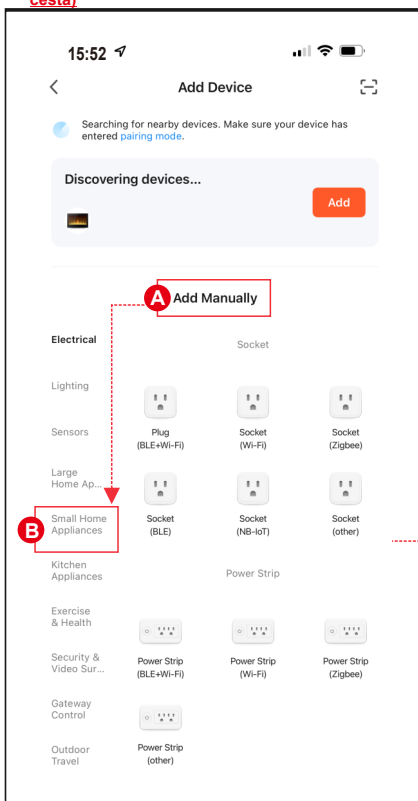 cesta)
15:52
Add Device
Searching for nearby devices. Make sure your device has
entered pairing mode.
Discovering devices...
Add
A Add Manually
Electrical
Socket
Lighting
Sensors
Plug
(BLE+Wi-Fi)
Socket
(Wi-Fi)
Socket
(Zigbee)
Large
Home Ap...
B Small Home
Appliances
Socket
(BLE)
Socket
(NB-IoT)
Socket
(other)
Kitchen
Appliances
Power Strip
Exercise
& Health
Security &
Video Sur...
Power Strip
(BLE+Wi-Fi)
Power Strip
(Wi-Fi)
Power Strip
(Zigbee)
Gateway
Control
Outdoor
Travel
Power Strip
(other)